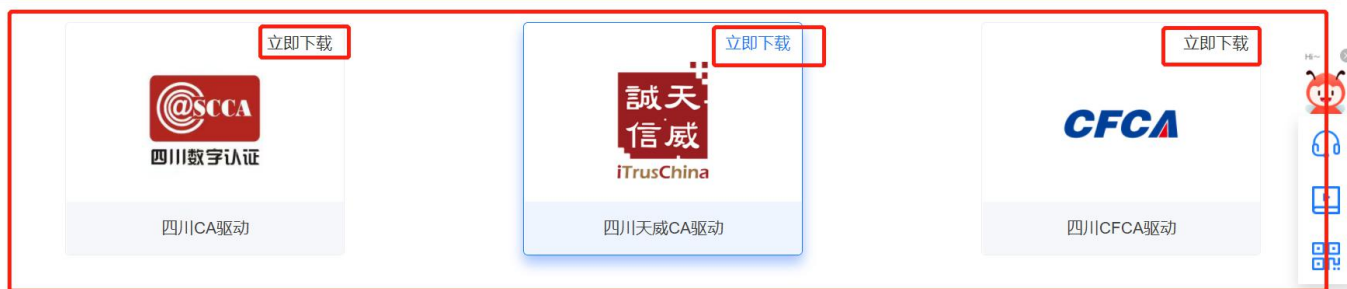 立即下载
立即下载
立即下载
Hi~
@SCCA
四川数字认证
誠天
信威
iTrusChina
CFCA
四川CA驱动
四川天威CA驱动
四川CFCA驱动